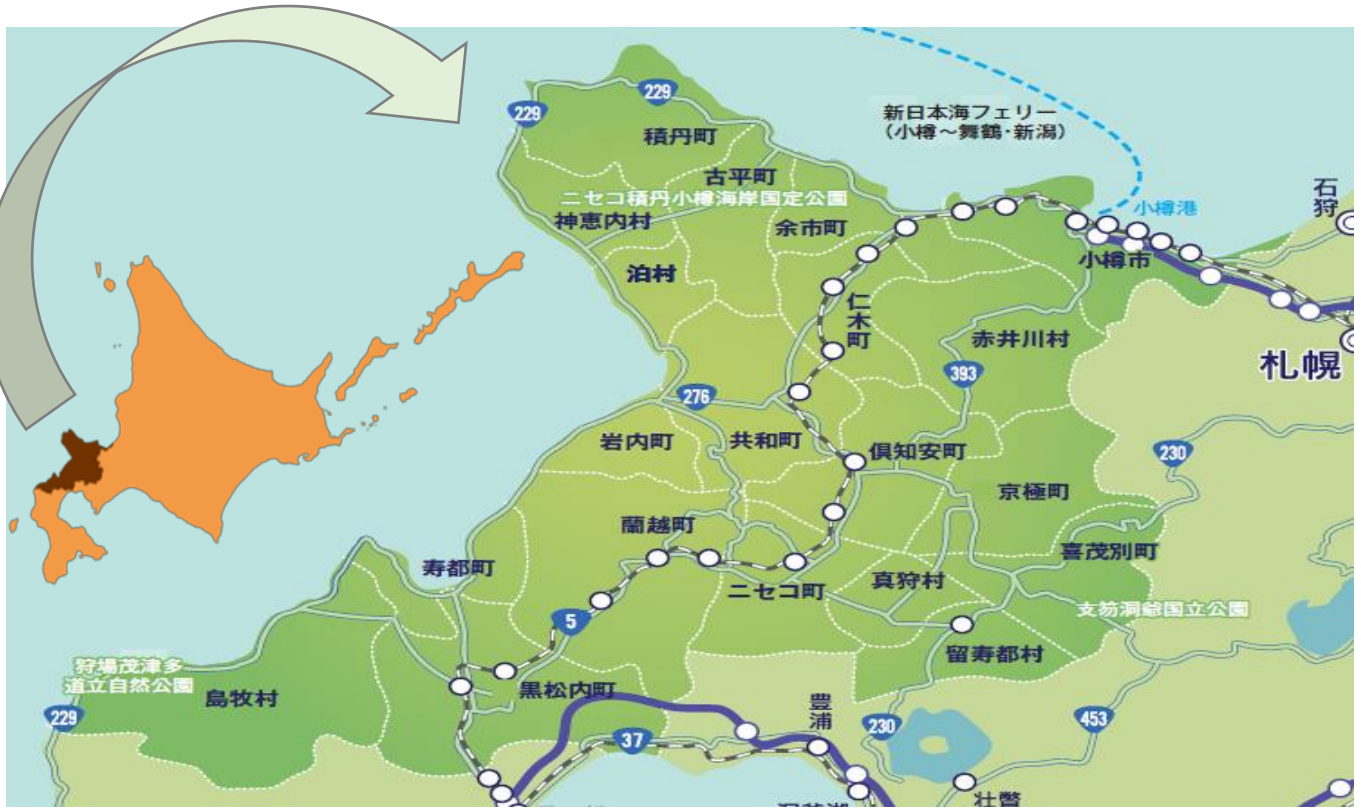 229
229
積丹町
新日本海フェリー
(小樽〜舞鶴・新潟)
古平町
ニセコ積丹小樽海岸国定公園
石狩
小樽港
神恵内村
余市町
小樽市
泊村
仁木町
赤井川村
札幌
393
276
岩内町
共和町
倶知安町
230
京極町
蘭越町
喜茂別町
寿都町
真狩村
ニセコ町
支笏洞爺国立公園
5
留寿都村
狩場茂津多
道立自然公園
島牧村
黒松内町
豊浦
229
230
453
37
壮瞥